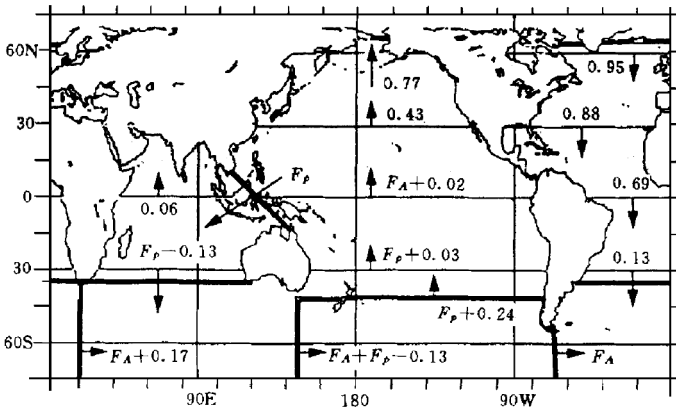 60N
0.95
0.77
30
0.43
0.88
F_p
0
0.06
F_A+0.02
0.69
F_p−0.13
F_p+0.03
0.13
30
F_p+0.24
60S
F_A+0.17
F_A+F_p−0.13
F_A
90E
180
90W